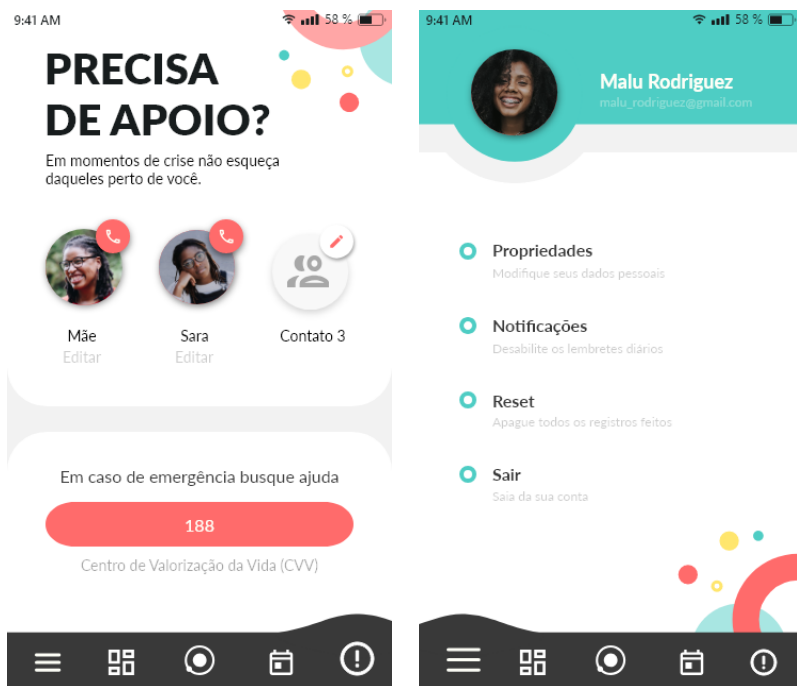 9:41 AM
58 %
PRECISA
DE APOIO?
Em momentos de crise não esqueça
daqueles perto de você.
Mãe
Editar
Sara
Editar
Contato 3
Em caso de emergência busque ajuda
188
Centro de Valorização da Vida (CVV)
9:41 AM
58 %
Malu Rodriguez
malu_rodriguez@gmail.com
Propriedades
Modifique seus dados pessoais
Notificações
Desabilite os lembretes diários
Reset
Apague todos os registros feitos
Sair
Saia da sua conta